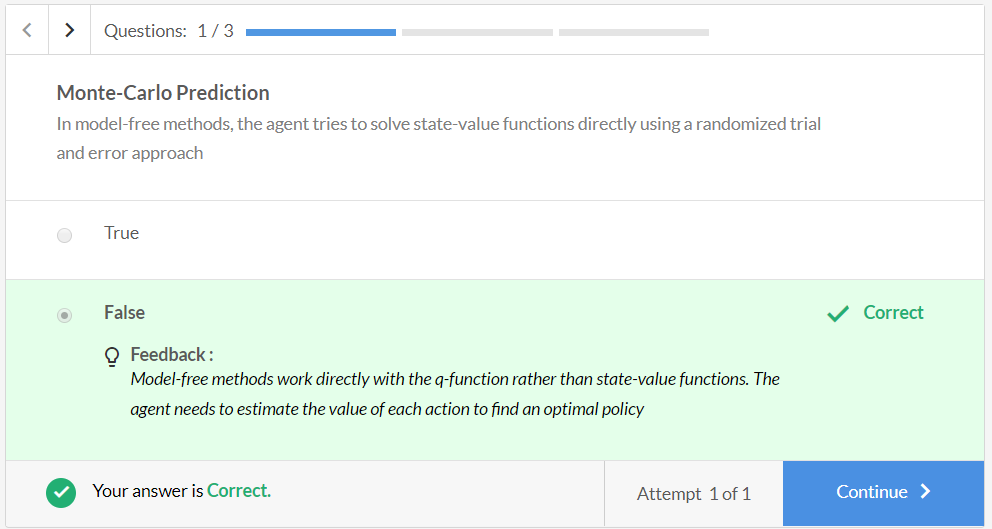 Questions: 1 / 3
Monte-Carlo Prediction
In model-free methods, the agent tries to solve state-value functions directly using a randomized trial
and error approach
True
False
Correct
Feedback :
Model-free methods work directly with the q-function rather than state-value functions. The
agent needs to estimate the value of each action to find an optimal policy
Your answer is Correct.
Attempt 1 of 1
Continue